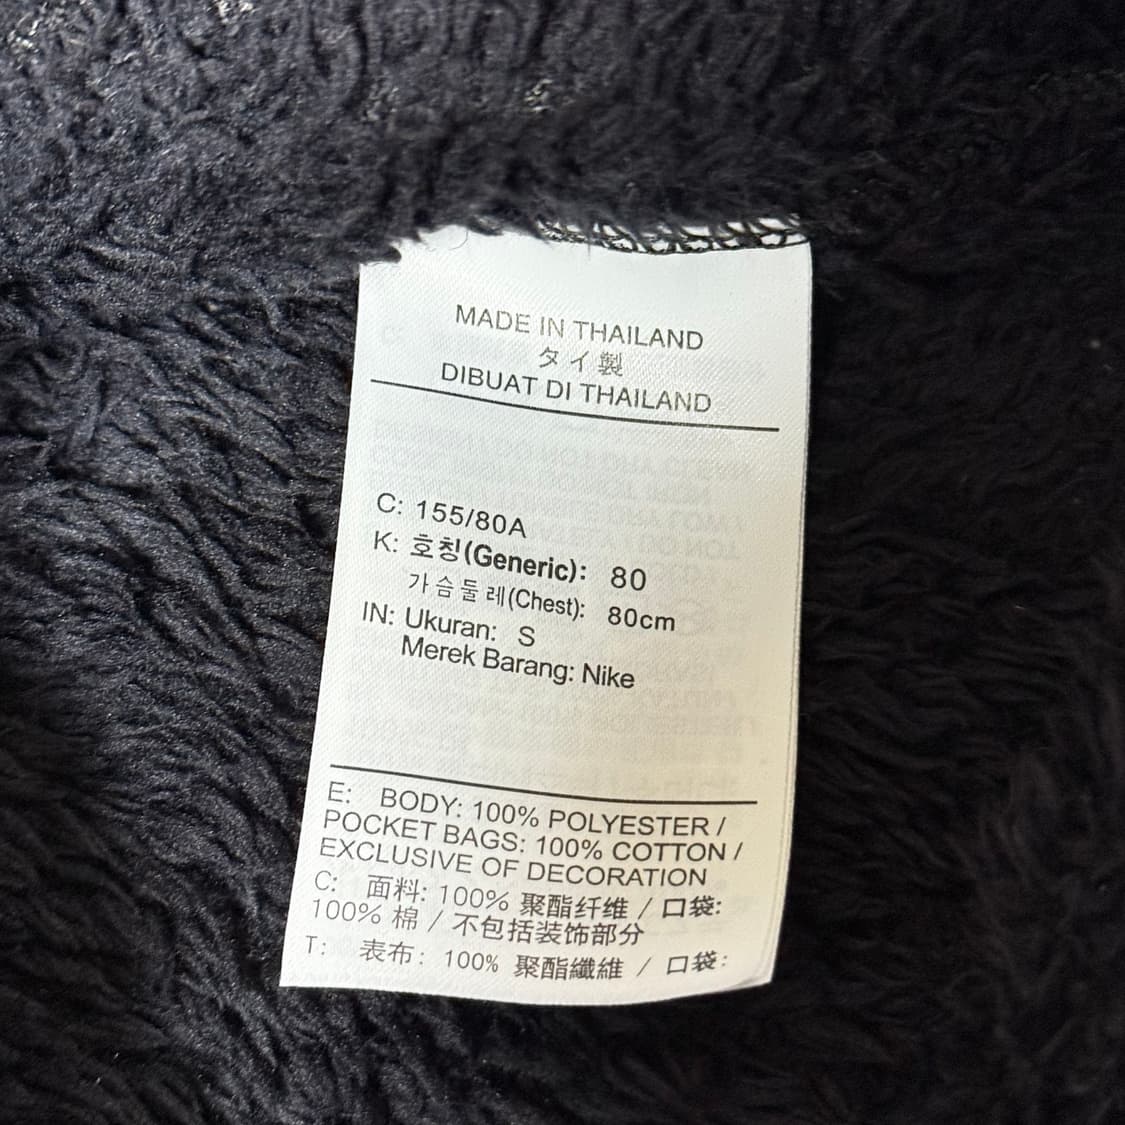 MADE IN THAILAND
タイ製
DIBUAT DI THAILAND
C: 155/80A
K: 호칭(Generic): 80
가슴둘레(Chest): 80cm
IN: Ukuran: S
Merek Barang: Nike
E: BODY: 100% POLYESTER /
POCKET BAGS: 100% COTTON /
EXCLUSIVE OF DECORATION
C: 面料: 100% 聚酯纤维 / 口袋:
100% 棉 / 不包括装饰部分
T: 表布: 100% 聚酯纖維 / 口袋: